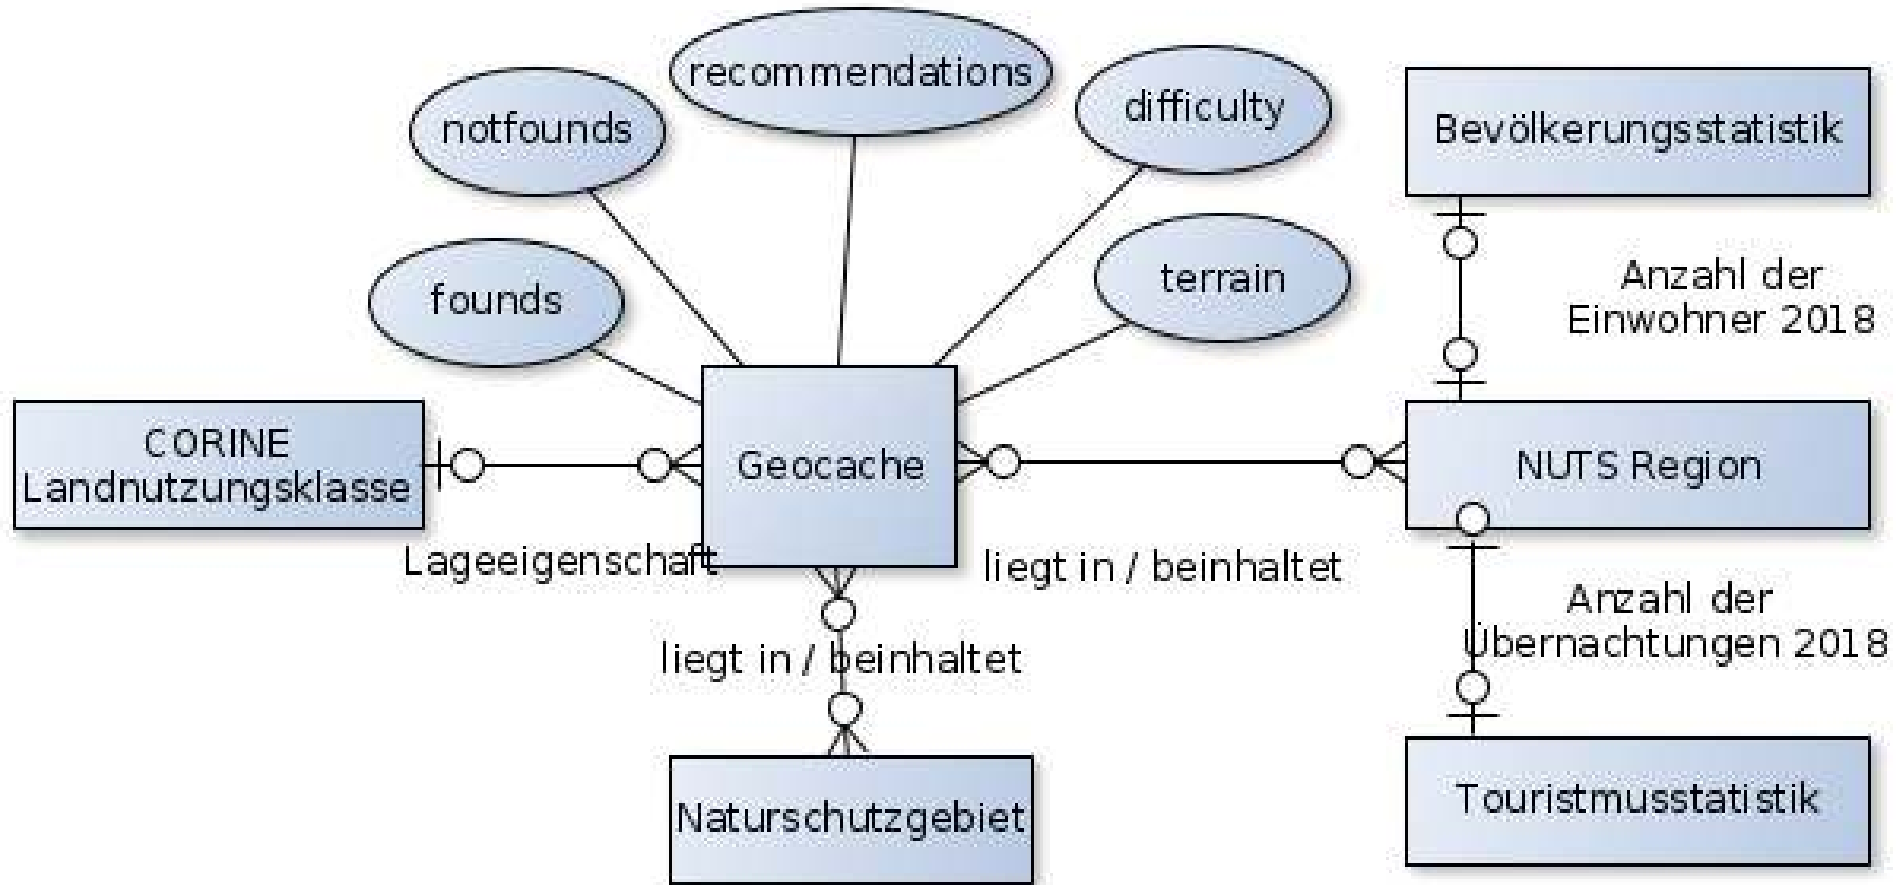 recommendations
difficulty
notfounds
Bevölkerungsstatistik
terrain
founds
Anzahl der
Einwohner 2018
CORINE
Landnutzungsklasse
Geocache
NUTS Region
Lageeigenschaft
liegt in / beinhaltet
Anzahl der
Übernachtungen 2018
liegt in / beinhaltet
Touristmusstatistik
Naturschutzgebiet